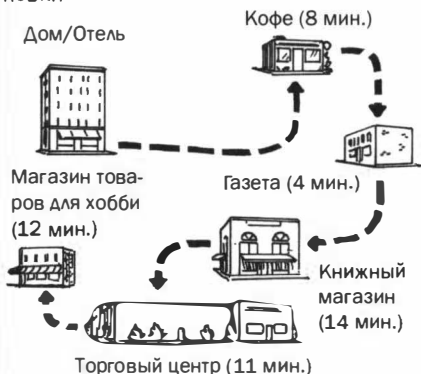 Кофе (8 мин.)
Дом/Отель
Магазин това-
ров для хобби
(12 мин.)
Газета (4 мин.)
Книжный
магазин
(14 мин.)
Торговый центр (11 мин.)